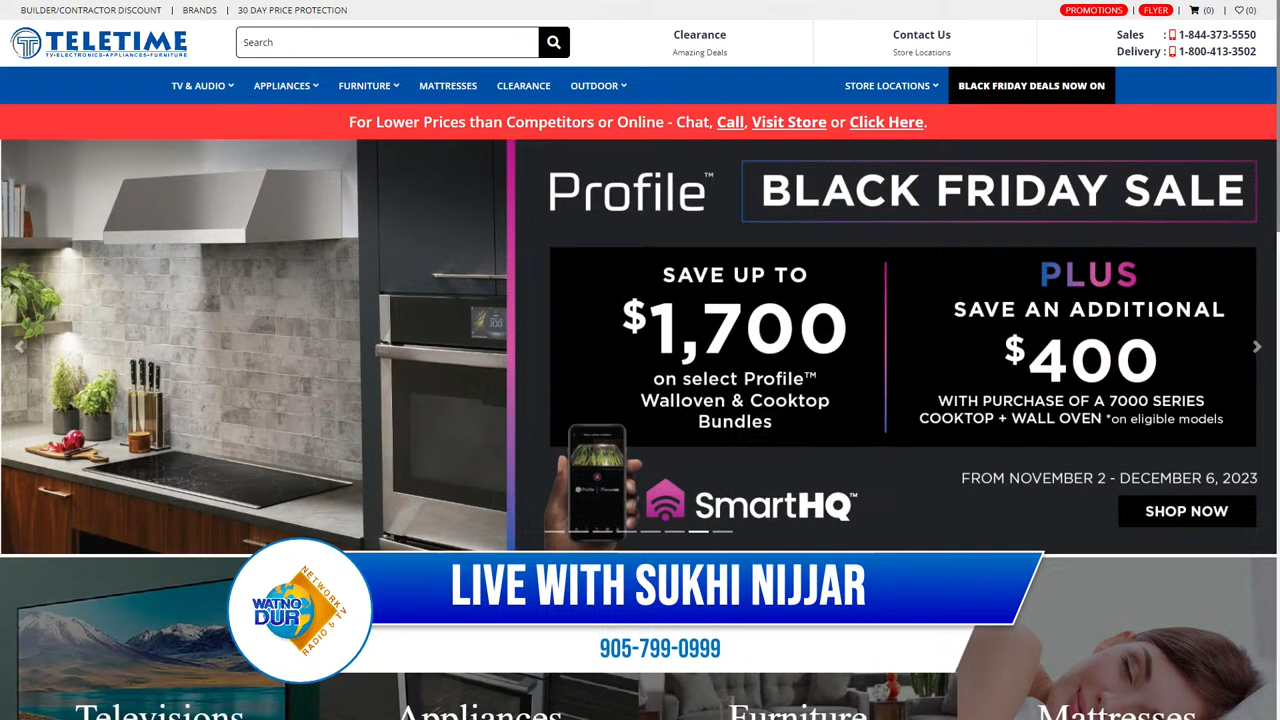 BUILDER/CONTRACTOR DISCOUNT | BRANDS | 30 DAY PRICE PROTECTION
PROMOTIONS | FLYER | (0) | (0)
TELETIME
TV•ELECTRONICS•APPLIANCES•FURNITURE
Search
Clearance
Amazing Deals
Contact Us
Store Locations
Sales : 1-844-373-5550
Delivery : 1-800-413-3502
TV & AUDIO APPLIANCES FURNITURE MATTRESSES CLEARANCE OUTDOOR STORE LOCATIONS BLACK FRIDAY DEALS NOW ON
For Lower Prices than Competitors or Online - Chat, Call, Visit Store or Click Here.
Profile™ BLACK FRIDAY SALE
SAVE UP TO
$1,700
on select Profile™
Walloven & Cooktop
Bundles
PLUS
SAVE AN ADDITIONAL
$400
WITH PURCHASE OF A 7000 SERIES
COOKTOP + WALL OVEN *on eligible models
SmartHQ™
FROM NOVEMBER 2 - DECEMBER 6, 2023
SHOP NOW
WATNO
DUR
NETWORK
RADIO & TV
LIVE WITH SUKHI NIJJAR
905-799-0999
Televisions
Appliances
Furniture
Mattresses